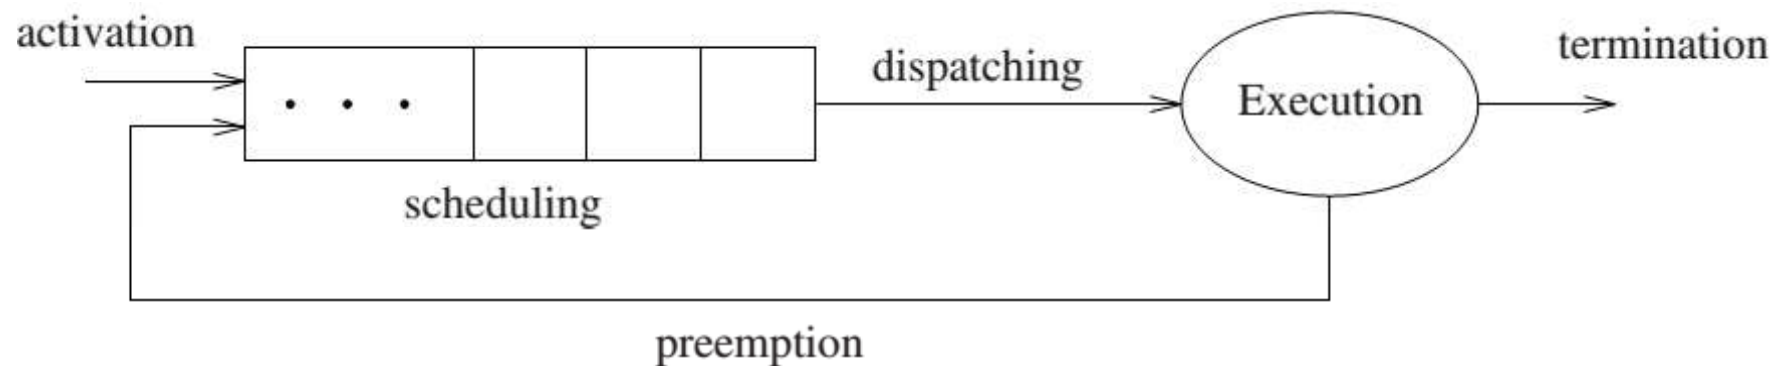 activation
termination
dispatching
Execution
. . .
scheduling
preemption